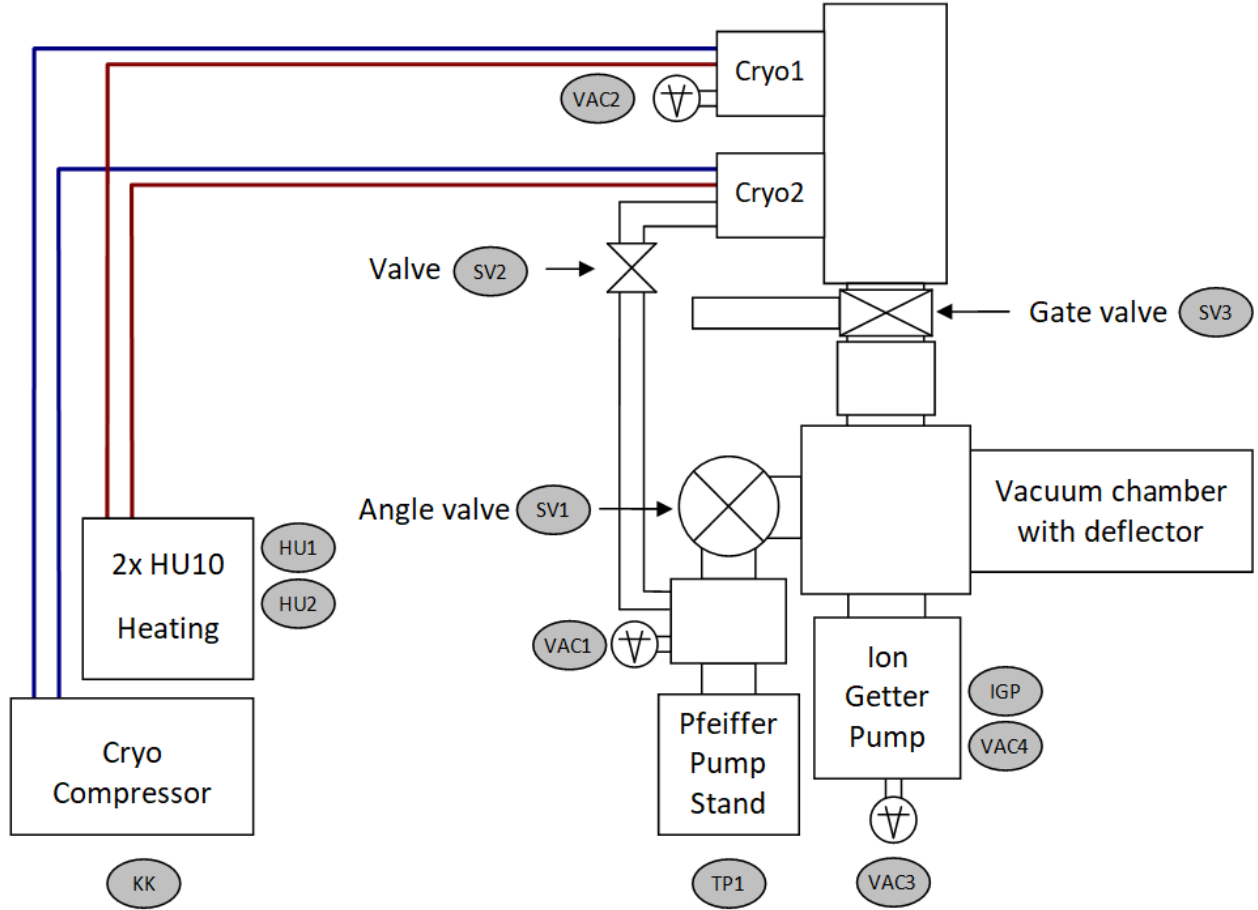 Cryo1
VAC2
Cryo2
Valve SV2
Gate valve SV3
Angle valve SV1
Vacuum chamber
with deflector
2x HU10
Heating
HU1
HU2
VAC1
Ion
Getter
Pump
IGP
VAC4
Pfeiffer
Pump
Stand
Cryo
Compressor
KK
TP1
VAC3